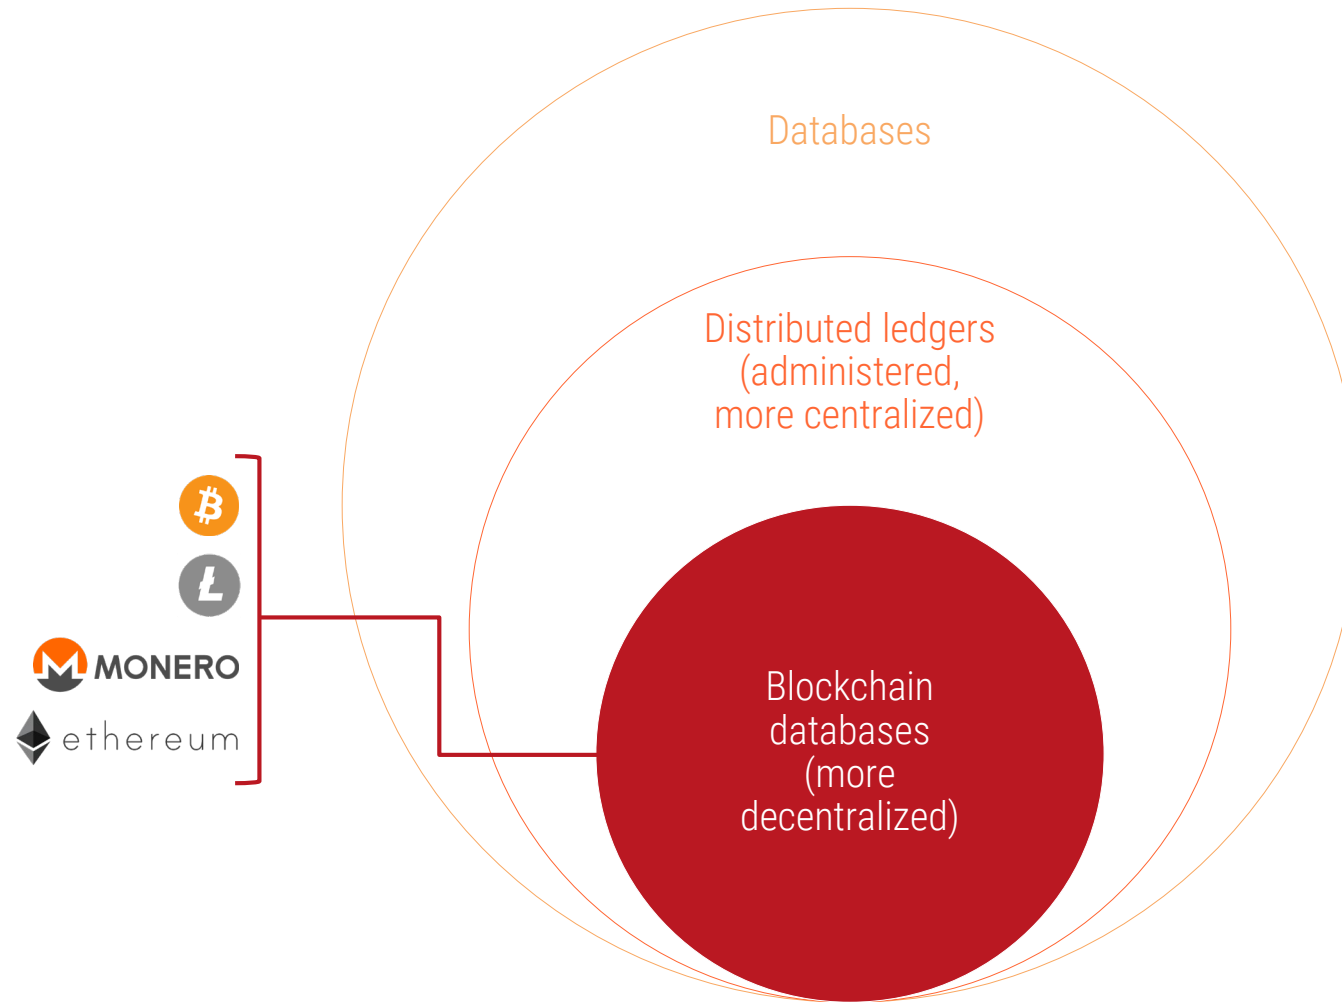 Databases
Distributed ledgers
(administered,
more centralized)
MONERO
ethereum
Blockchain
databases
(more
decentralized)